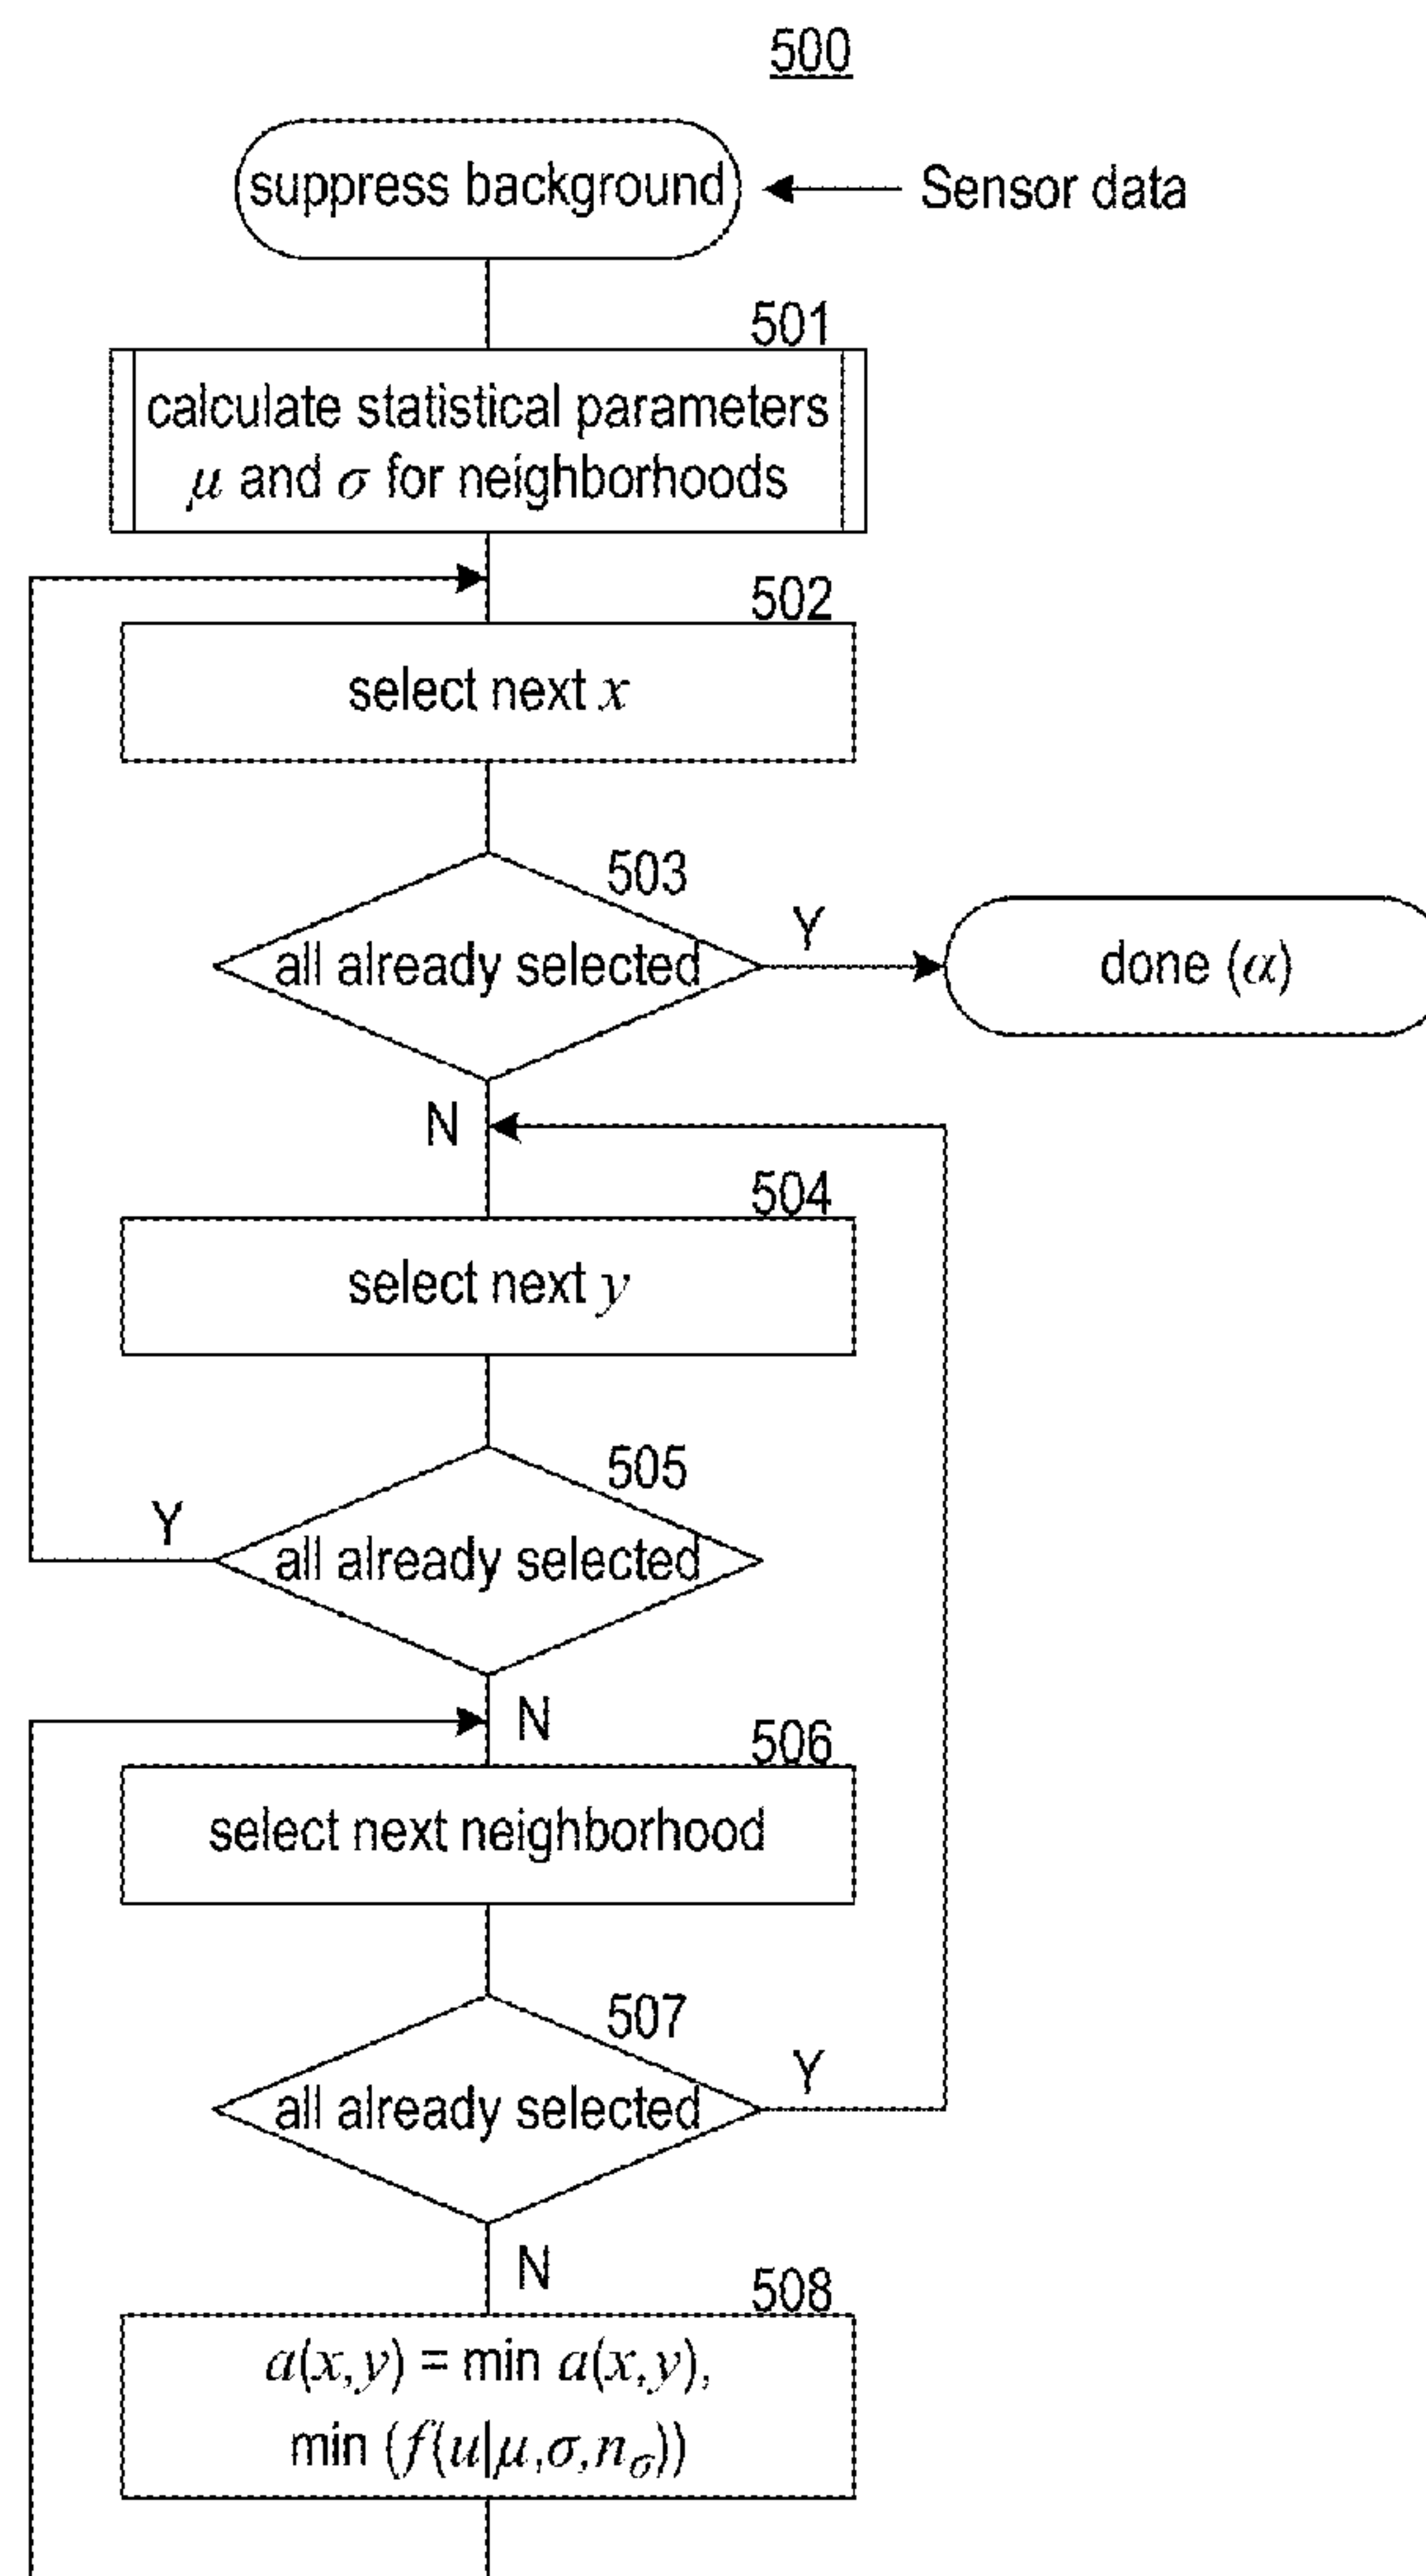 500
suppress background
Sensor data
501
calculate statistical parameters
μ and σ for neighborhoods
502
select next x
503
all already selected
Y
done (α)
N
504
select next y
505
all already selected
Y
N
506
select next neighborhood
507
all already selected
Y
N
508
a(x,y) = min a(x,y),
min (f(u|μ,σ,n_σ))